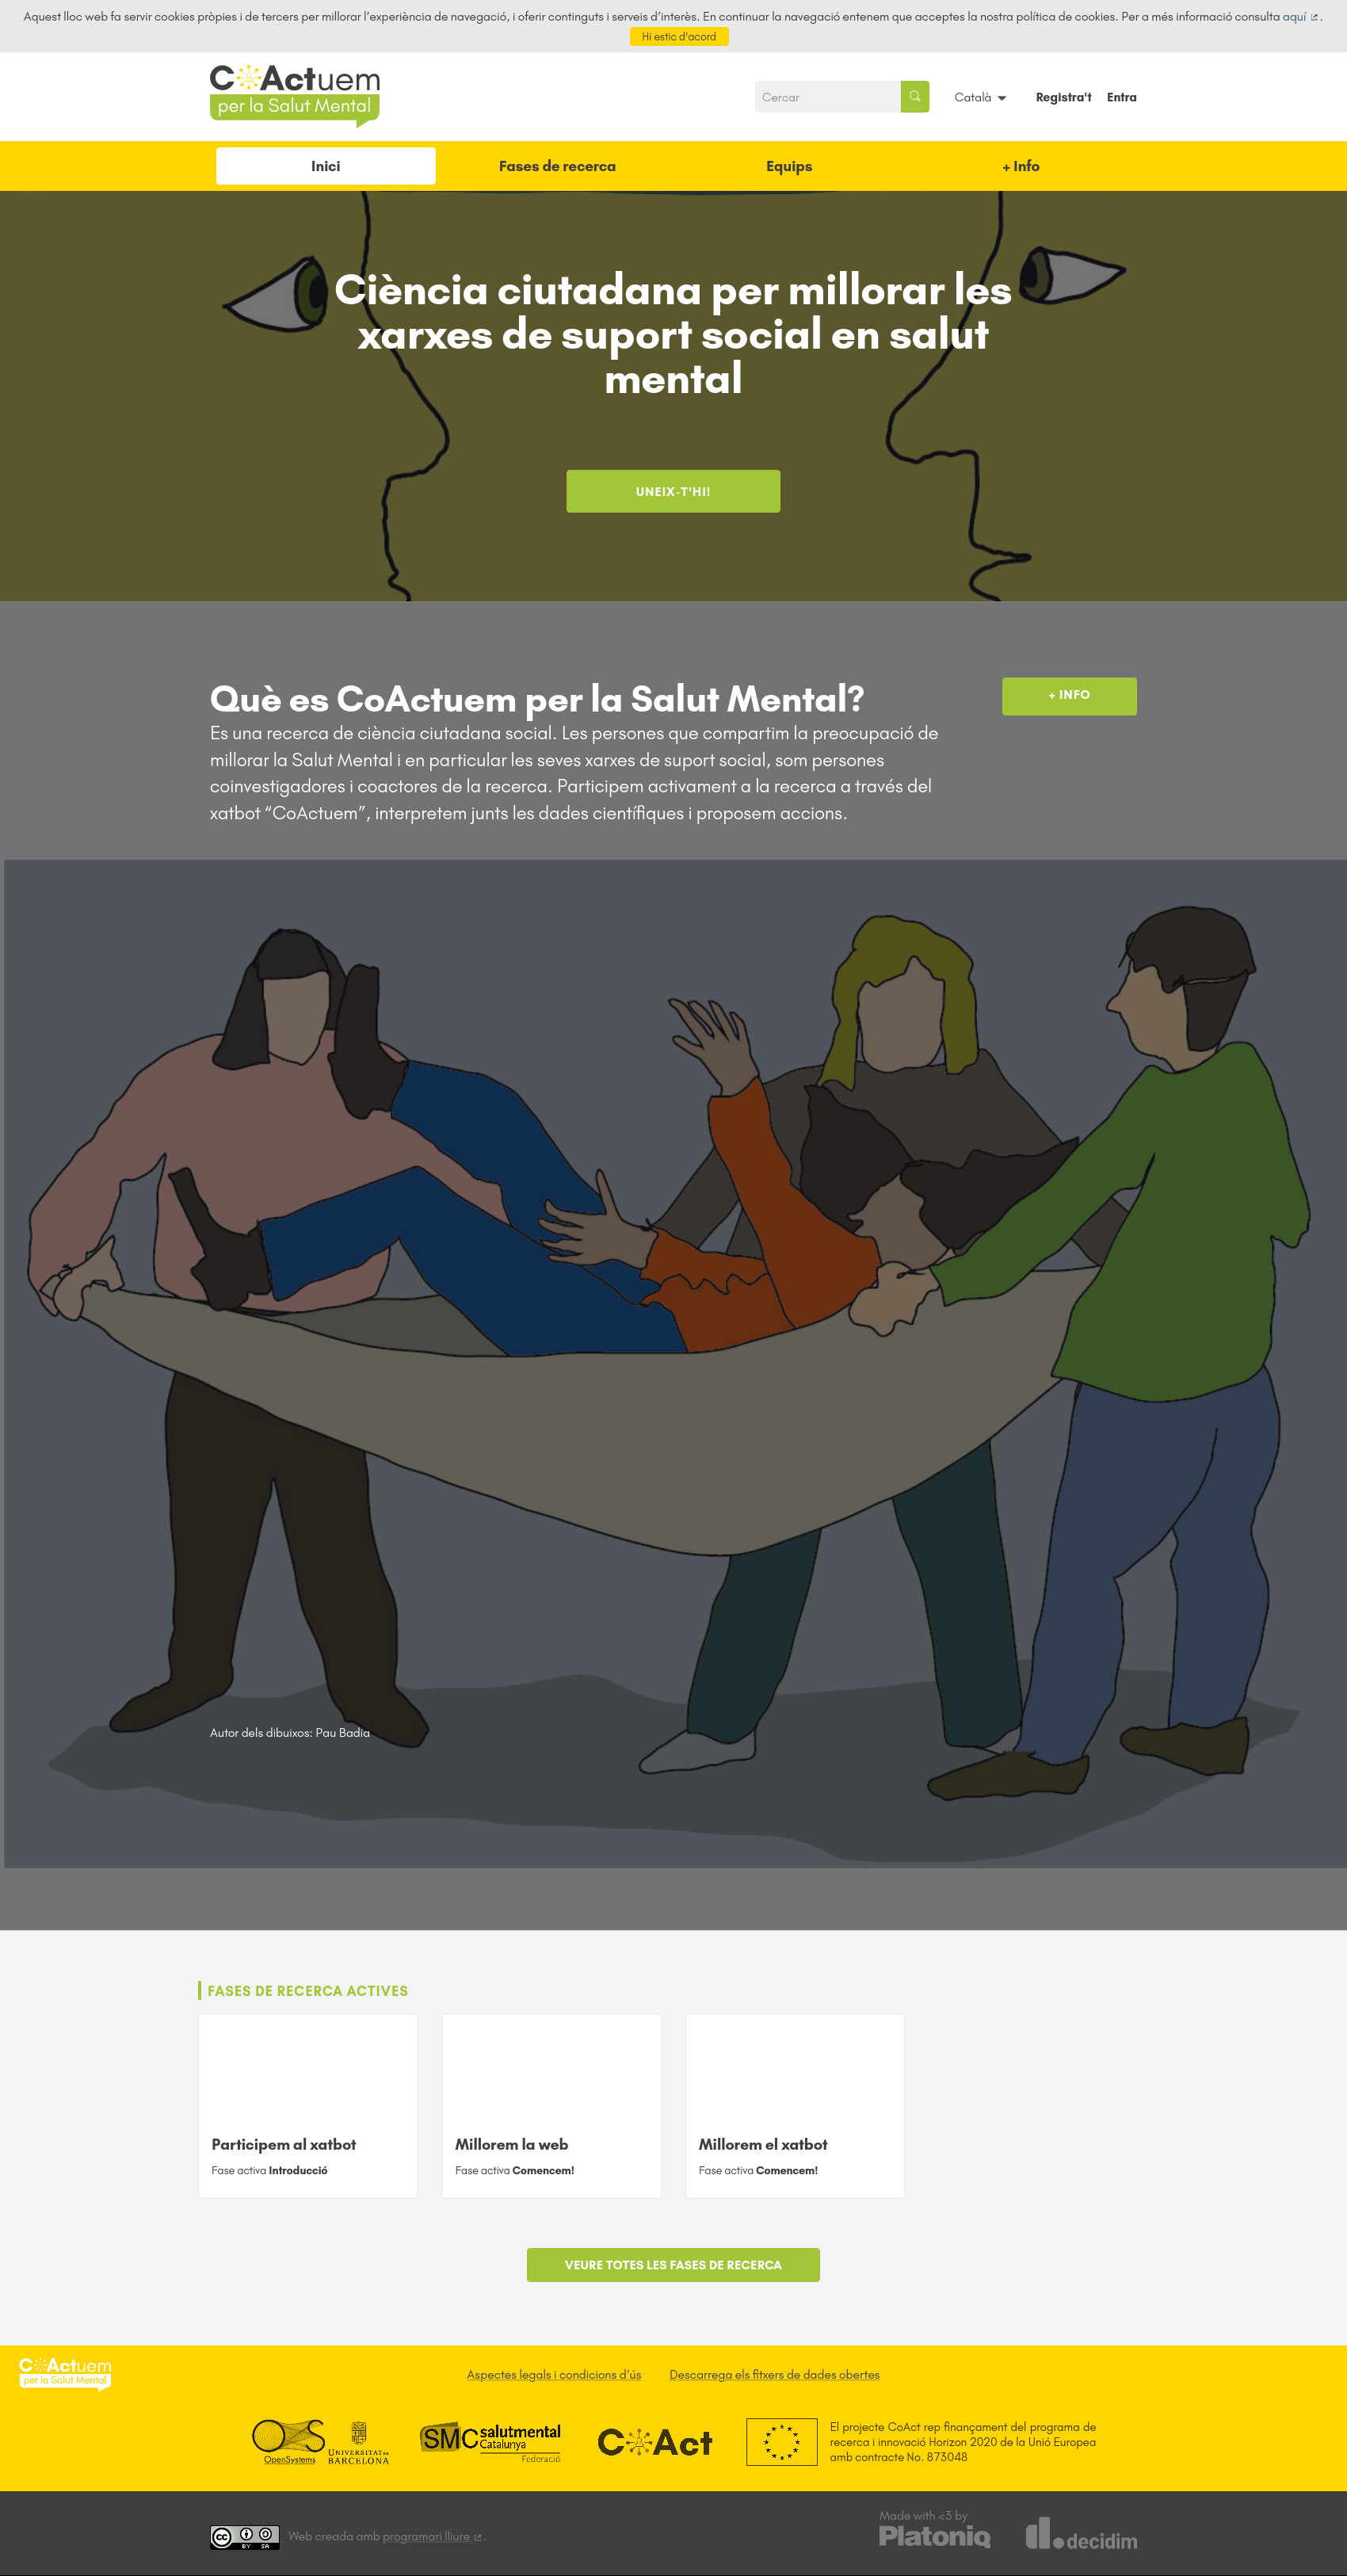 Aquest lloc web fa servir cookies pròpies i de tercers per millorar l'experiència de navegació, i oferir continguts i serveis d'interès. En continuar la navegació entenem que acceptes la nostra política de cookies. Per a més informació consulta aquí .
Hi estic d'acord
CoActuem
per la Salut Mental
Cercar
Català
Registra't
Entra
Inici
Fases de recerca
Equips
+ Info
Ciència ciutadana per millorar les
xarxes de suport social en salut
mental
UNEIX-T'HI!
Què es CoActuem per la Salut Mental?
+ INFO
Es una recerca de ciència ciutadana social. Les persones que compartim la preocupació de
millorar la Salut Mental i en particular les seves xarxes de suport social, som persones
coinvestigadores i coactores de la recerca. Participem activament a la recerca a través del
xatbot “CoActuem”, interpretem junts les dades científiques i proposem accions.
Autor dels dibuixos: Pau Badia
FASES DE RECERCA ACTIVES
Participem al xatbot
Fase activa Introducció
Millorem la web
Fase activa Comencem!
Millorem el xatbot
Fase activa Comencem!
VEURE TOTES LES FASES DE RECERCA
CoActuem
per la Salut Mental
Aspectes legals i condicions d'ús
Descarrega els fitxers de dades obertes
OpenSystems
UNIVERSITAT DE
BARCELONA
SMC salutmental
Catalunya
Federació
CoAct
El projecte CoAct rep finançament del programa de
recerca i innovació Horizon 2020 de la Unió Europea
amb contracte No. 873048
cc BY SA
Web creada amb programari lliure .
Made with <3 by
Platoniq
decidim